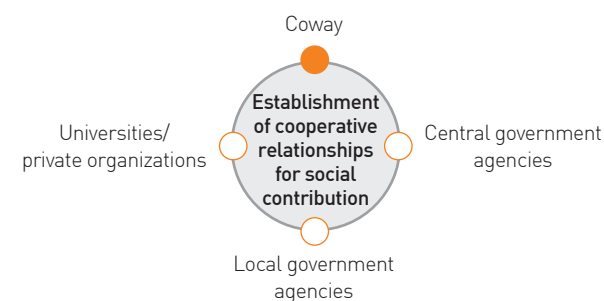 Coway
Establishment
of cooperative
relationships
for social
contribution
Universities/
private organizations
Central government
agencies
Local government
agencies